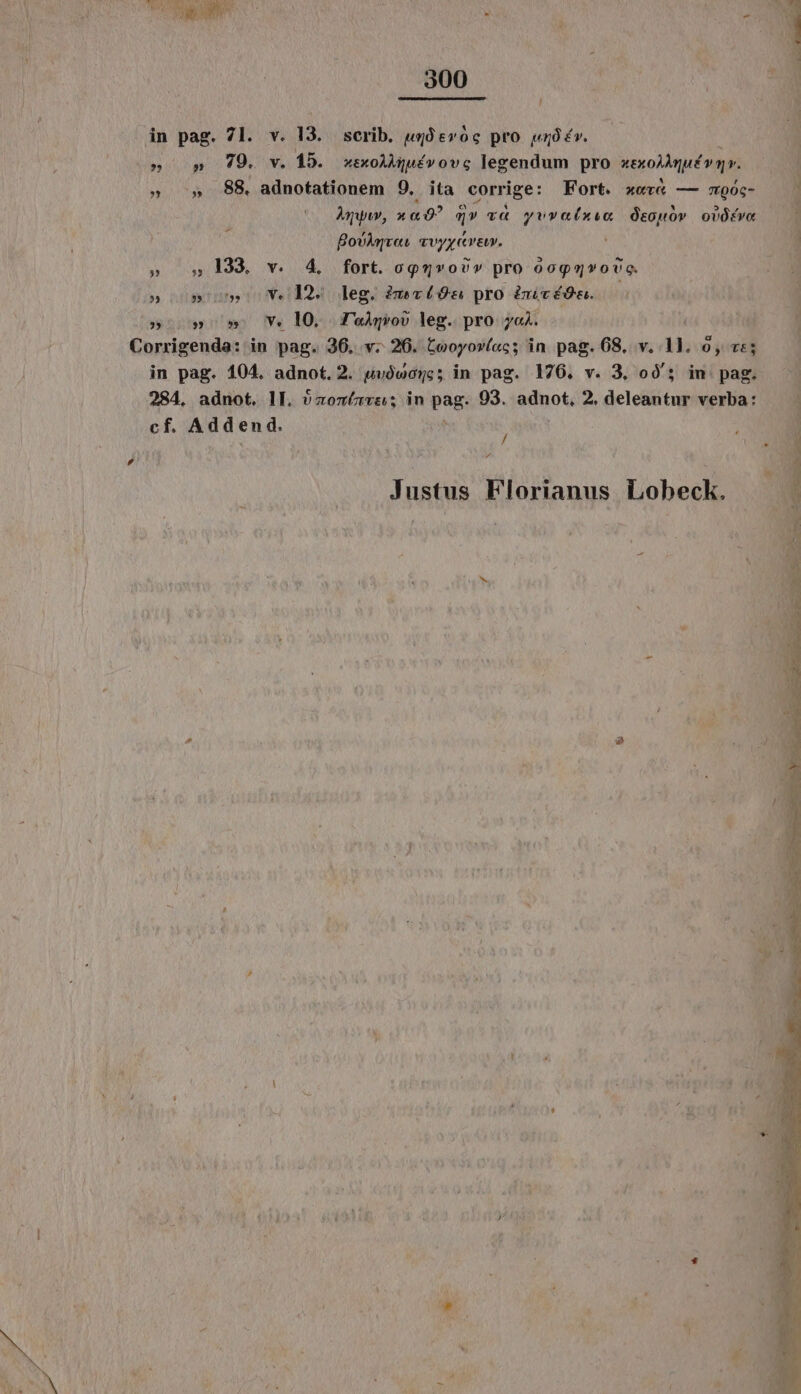 300
in pag. 71. v. 13. scrib. μηδενὸς pro μηδέν.
„ „ 79. v. 15. κεκολλημένους legendum pro κεκολλημένην.
„ „ 88. adnotationem 9. ita corrige: Fort. κατὰ — πρός-
ληψιν, καθ᾽ ἣν τὰ γυναίκια δεσμὸν οὐδένα
βούληται τυγχάνειν.
„ „ 133. v. 4. fort. σφηνοῦν pro ὀσφηνοῦς.
„ „ „ v. 12. leg. ἐπιτίθει pro ἐπιτέθει.
„ „ „ v. 10. Γαληνοῦ leg. pro γαλ.
Corrigenda: in pag. 36. v. 26. ζωογονίας; in pag. 68. v. 11. ὅ, τε;
in pag. 104. adnot. 2. μυδώσης; in pag. 176. v. 3. οδ'; in pag.
284. adnot. 11. ὑποπίπτει; in pag. 93. adnot. 2. deleantur verba:
cf. Addend.
Justus Florianus Lobeck.